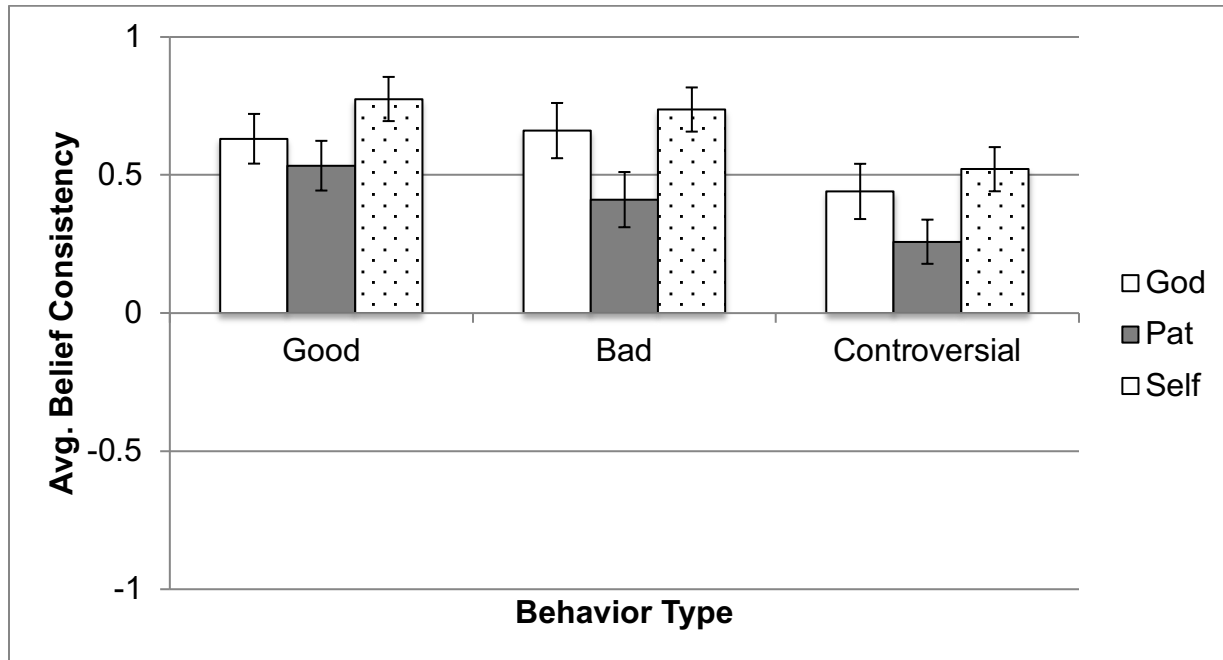 1
0.5
0
-0.5
-1
Avg. Belief Consistency
Good
Bad
Controversial
Behavior Type
God
Pat
Self